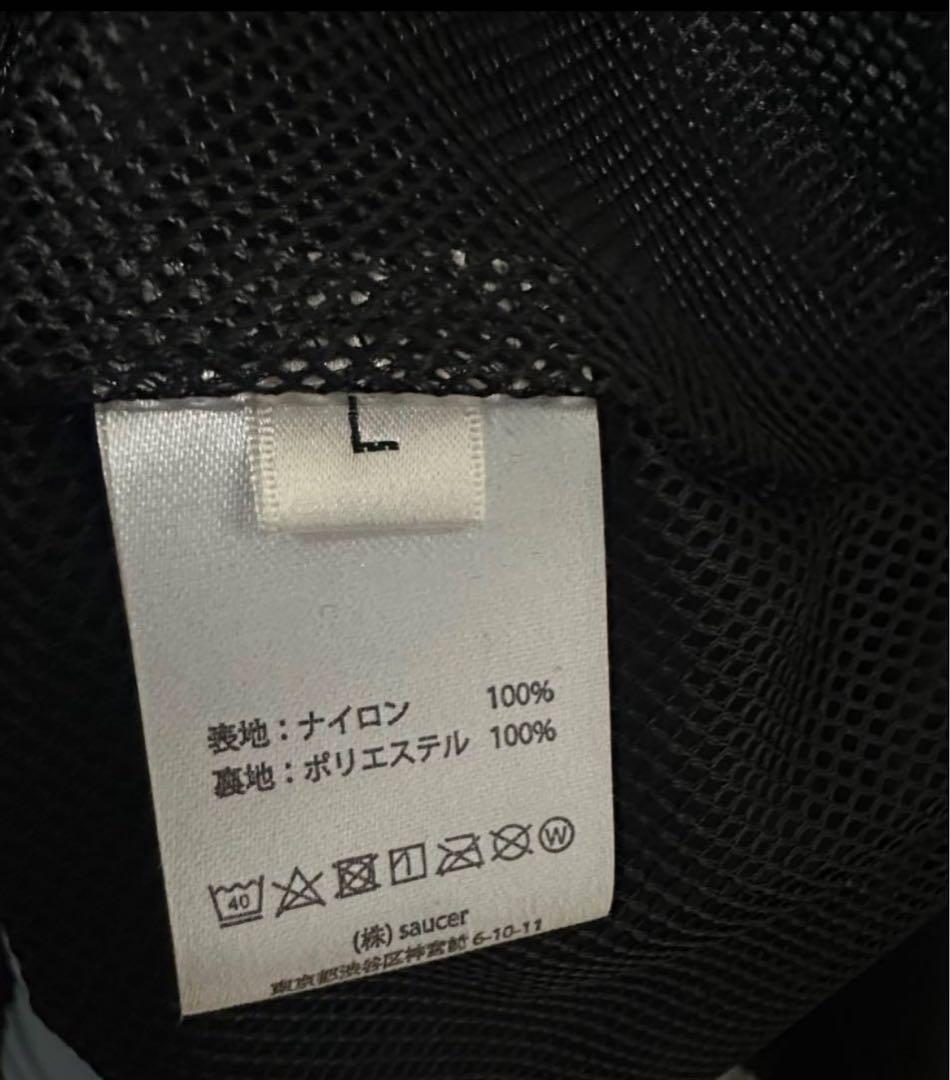 L
表地：ナイロン 100%
裏地：ポリエステル 100%
40
W
(株) saucer
東京都渋谷区神宮前 6-10-11